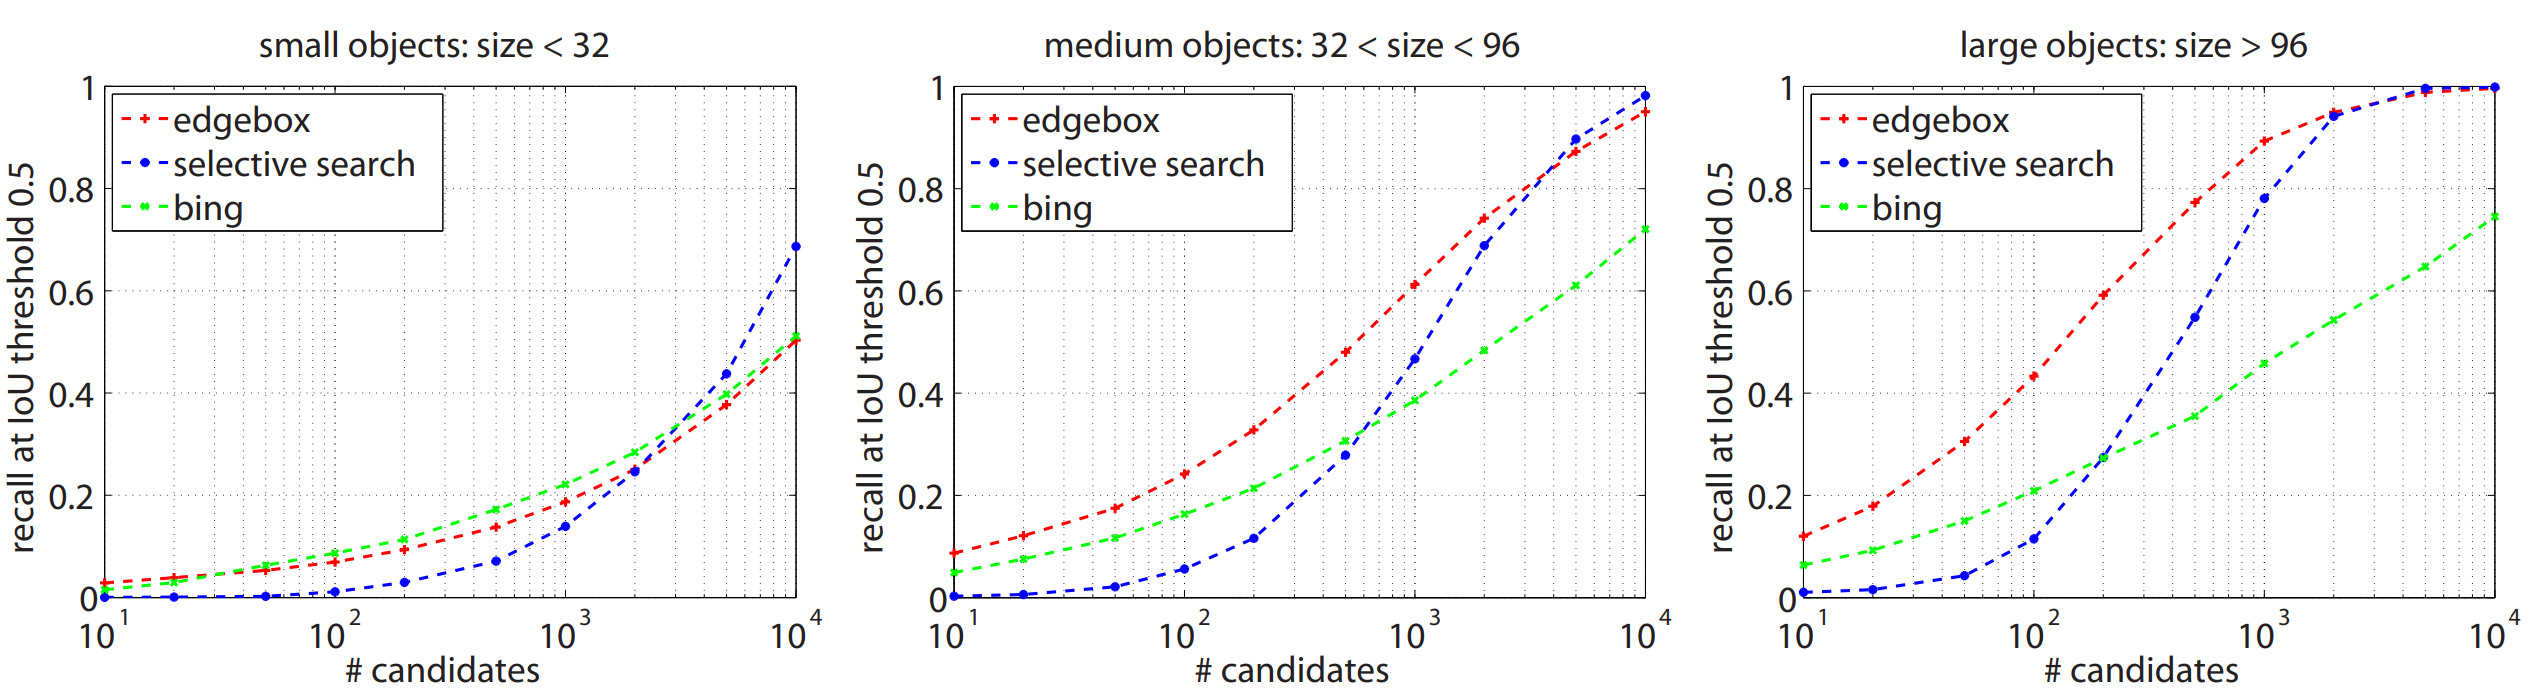 small objects: size < 32
recall at IoU threshold 0.5
1
0.8
0.6
0.4
0.2
0
edgebox
selective search
bing
10^1
10^2
10^3
10^4
# candidates
medium objects: 32 < size < 96
recall at IoU threshold 0.5
1
0.8
0.6
0.4
0.2
0
edgebox
selective search
bing
10^1
10^2
10^3
10^4
# candidates
large objects: size > 96
recall at IoU threshold 0.5
1
0.8
0.6
0.4
0.2
0
edgebox
selective search
bing
10^1
10^2
10^3
10^4
# candidates